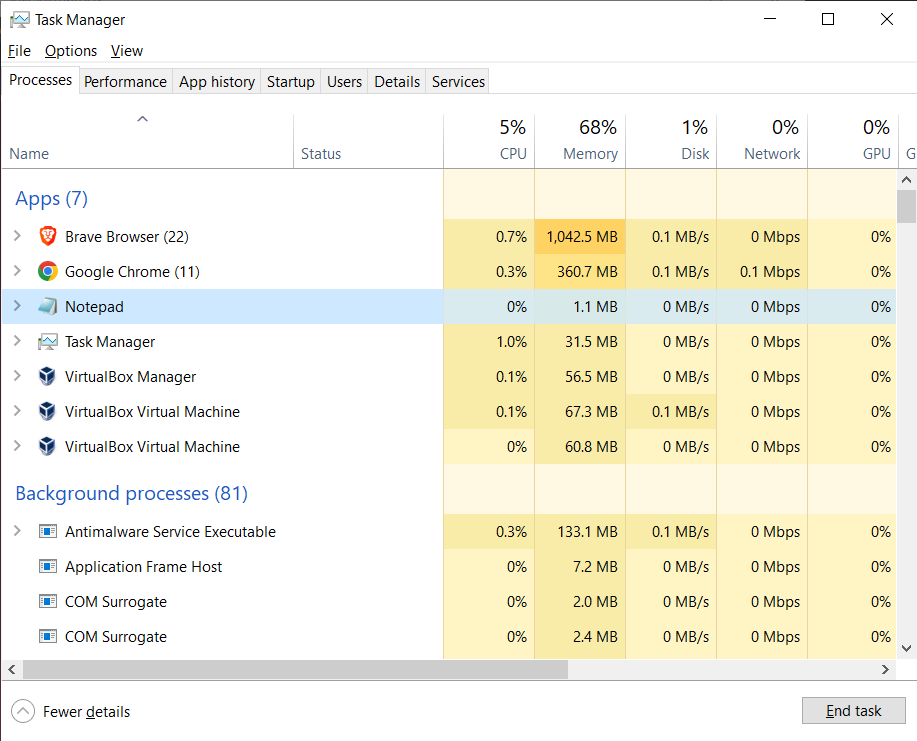 Task Manager
File Options View
Processes Performance App history Startup Users Details Services
5% 68% 1% 0% 0%
Name Status CPU Memory Disk Network GPU G
Apps (7)
Brave Browser (22) 0.7% 1,042.5 MB 0.1 MB/s 0 Mbps 0%
Google Chrome (11) 0.3% 360.7 MB 0.1 MB/s 0.1 Mbps 0%
Notepad 0% 1.1 MB 0 MB/s 0 Mbps 0%
Task Manager 1.0% 31.5 MB 0 MB/s 0 Mbps 0%
VirtualBox Manager 0.1% 56.5 MB 0 MB/s 0 Mbps 0%
VirtualBox Virtual Machine 0.1% 67.3 MB 0.1 MB/s 0 Mbps 0%
VirtualBox Virtual Machine 0% 60.8 MB 0 MB/s 0 Mbps 0%
Background processes (81)
Antimalware Service Executable 0.3% 133.1 MB 0.1 MB/s 0 Mbps 0%
Application Frame Host 0% 7.2 MB 0 MB/s 0 Mbps 0%
COM Surrogate 0% 2.0 MB 0 MB/s 0 Mbps 0%
COM Surrogate 0% 2.4 MB 0 MB/s 0 Mbps 0%
Fewer details End task